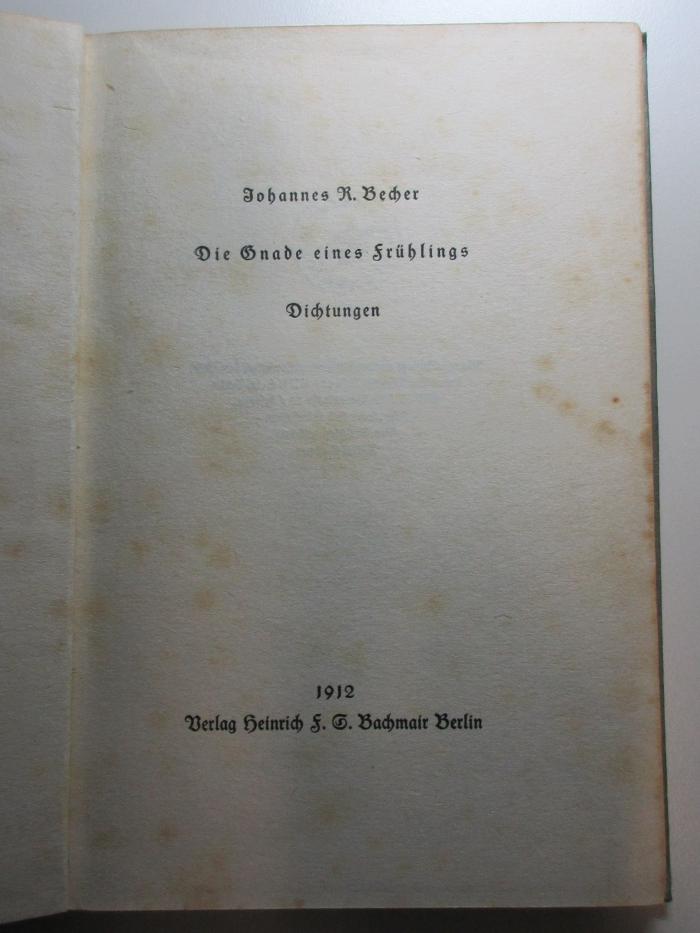 Johannes R. Becher
Die Gnade eines Frühlings
Dichtungen
1912
Verlag Heinrich F. S. Bachmair Berlin